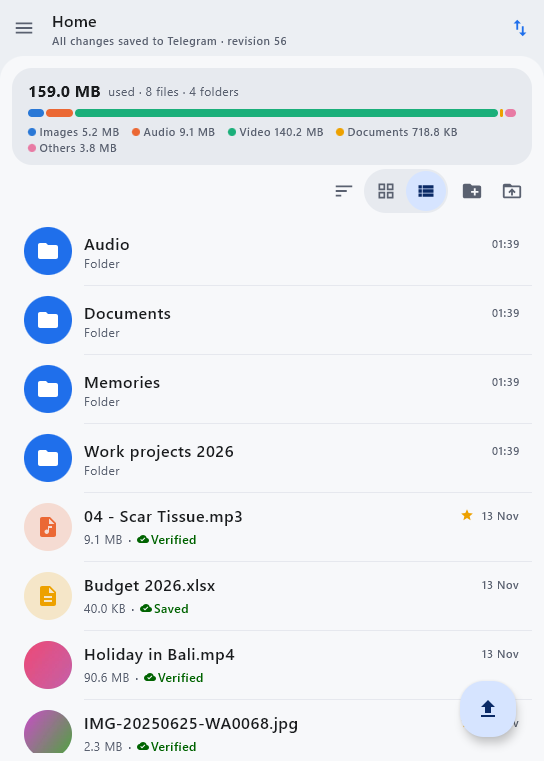 Home
All changes saved to Telegram · revision 56
159.0 MB used · 8 files · 4 folders
Images 5.2 MB Audio 9.1 MB Video 140.2 MB Documents 718.8 KB
Others 3.8 MB
Audio 01:39
Folder
Documents 01:39
Folder
Memories 01:39
Folder
Work projects 2026 01:39
Folder
04 - Scar Tissue.mp3 13 Nov
9.1 MB · Verified
Budget 2026.xlsx 13 Nov
40.0 KB · Saved
Holiday in Bali.mp4 13 Nov
90.6 MB · Verified
IMG-20250625-WA0068.jpg
2.3 MB · Verified